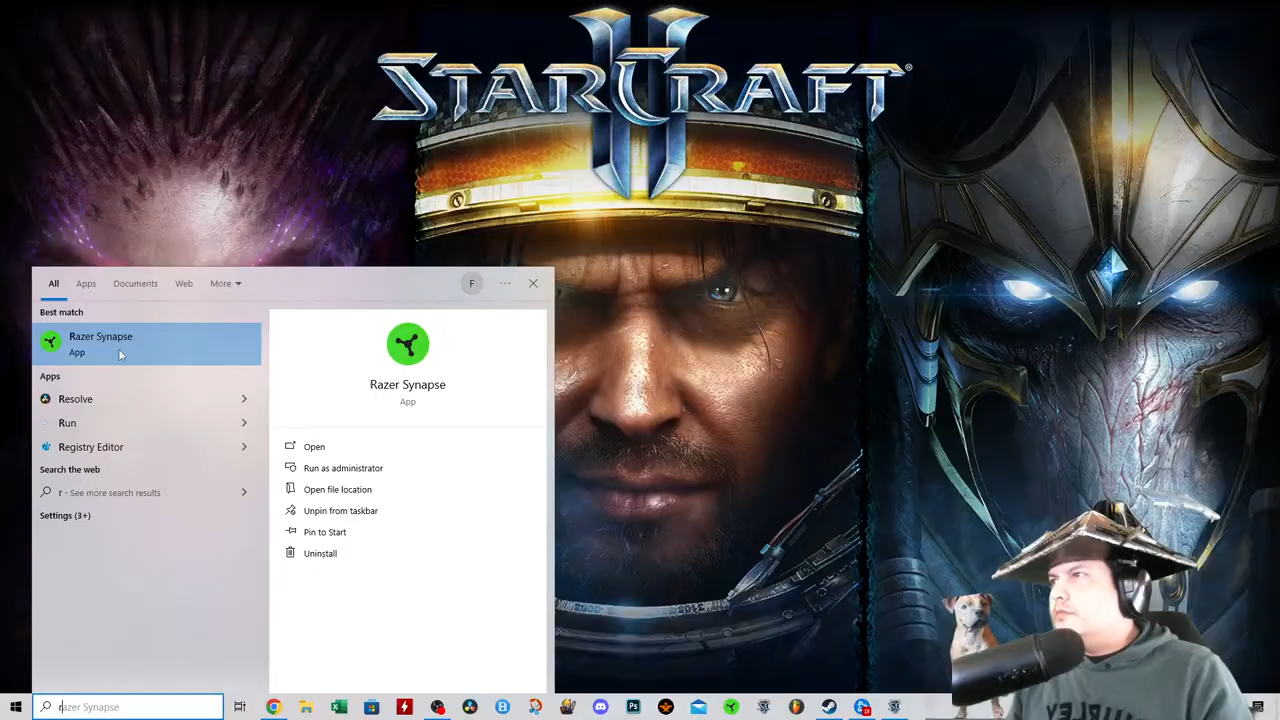 STARCRAFT®
II
All Apps Documents Web More F ... 
Best match
Razer Synapse
App
Apps
Resolve
Run
Registry Editor
Search the web
r - See more search results
Settings (3+)
Razer Synapse
App
Open
Run as administrator
Open file location
Unpin from taskbar
Pin to Start
Uninstall
razer Synapse